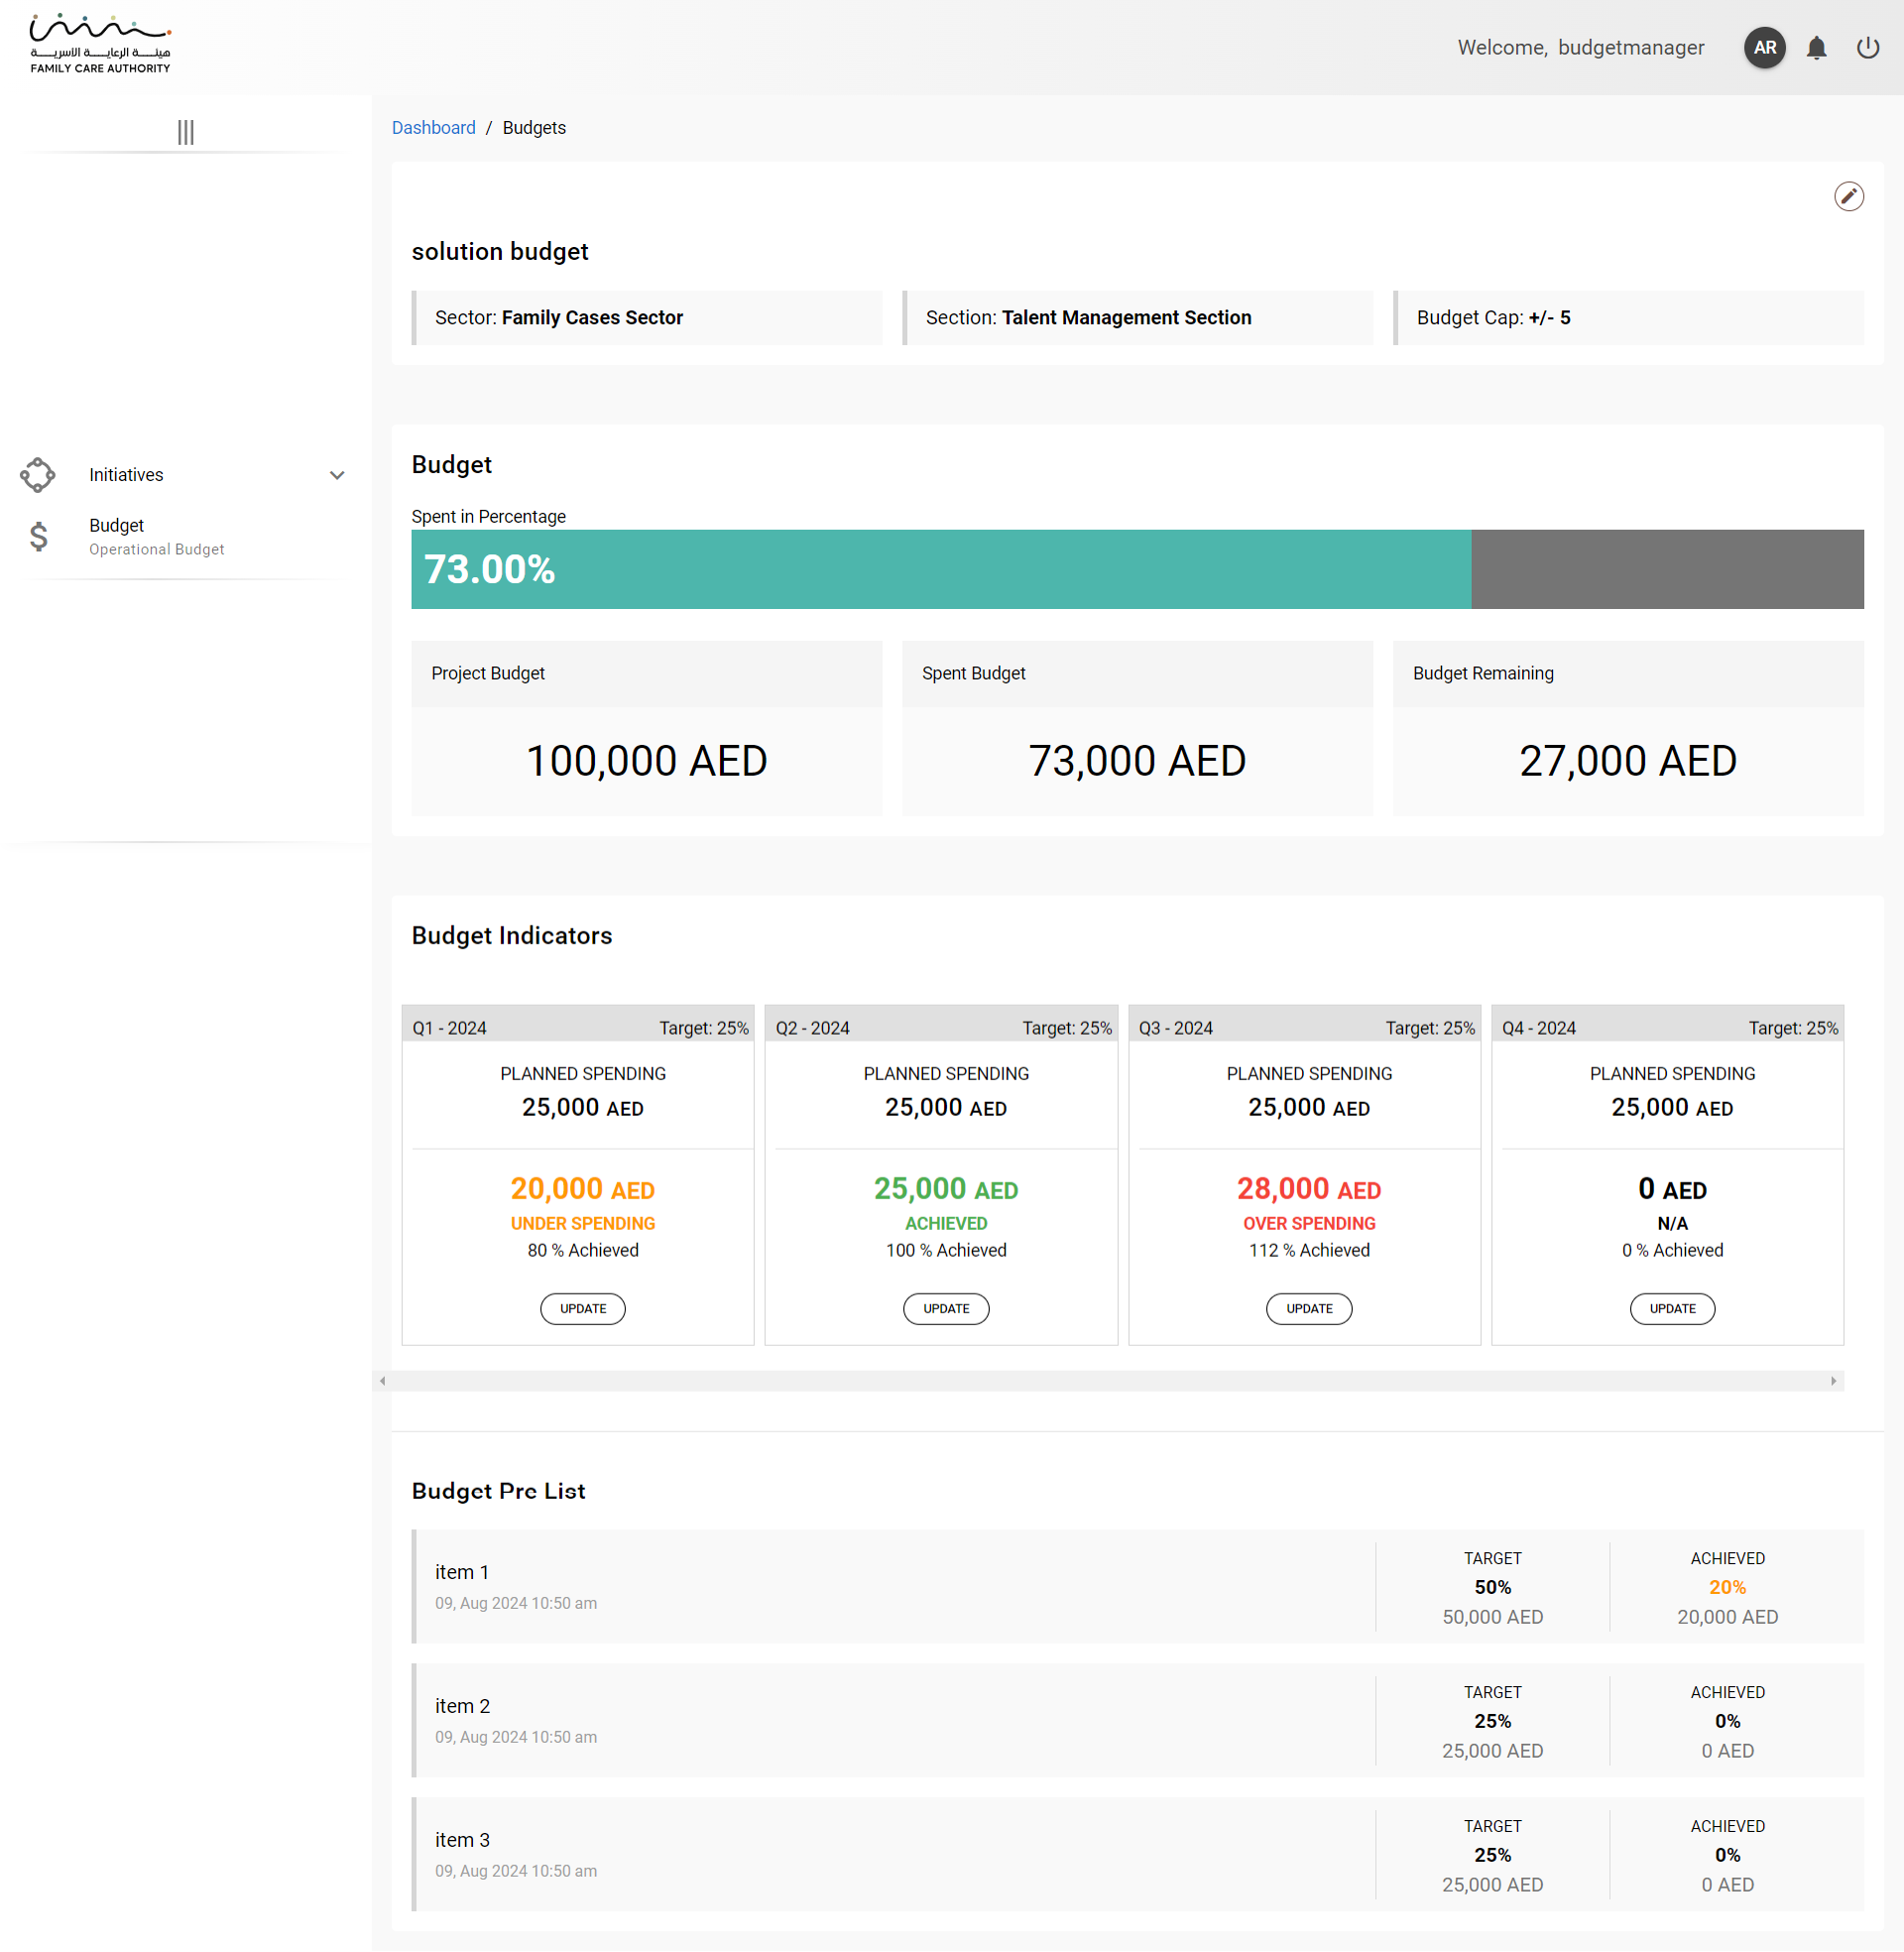 هيئة الرعاية الأسرية
FAMILY CARE AUTHORITY
Welcome, budgetmanager
AR
Dashboard / Budgets
solution budget
Sector: Family Cases Sector
Section: Talent Management Section
Budget Cap: +/- 5
Initiatives
Budget
Operational Budget
Budget
Spent in Percentage
73.00%
Project Budget
100,000 AED
Spent Budget
73,000 AED
Budget Remaining
27,000 AED
Budget Indicators
Q1 - 2024 Target: 25%
PLANNED SPENDING
25,000 AED
20,000 AED
UNDER SPENDING
80 % Achieved
UPDATE
Q2 - 2024 Target: 25%
PLANNED SPENDING
25,000 AED
25,000 AED
ACHIEVED
100 % Achieved
UPDATE
Q3 - 2024 Target: 25%
PLANNED SPENDING
25,000 AED
28,000 AED
OVER SPENDING
112 % Achieved
UPDATE
Q4 - 2024 Target: 25%
PLANNED SPENDING
25,000 AED
0 AED
N/A
0 % Achieved
UPDATE
Budget Pre List
item 1
09, Aug 2024 10:50 am
TARGET
50%
50,000 AED
ACHIEVED
20%
20,000 AED
item 2
09, Aug 2024 10:50 am
TARGET
25%
25,000 AED
ACHIEVED
0%
0 AED
item 3
09, Aug 2024 10:50 am
TARGET
25%
25,000 AED
ACHIEVED
0%
0 AED